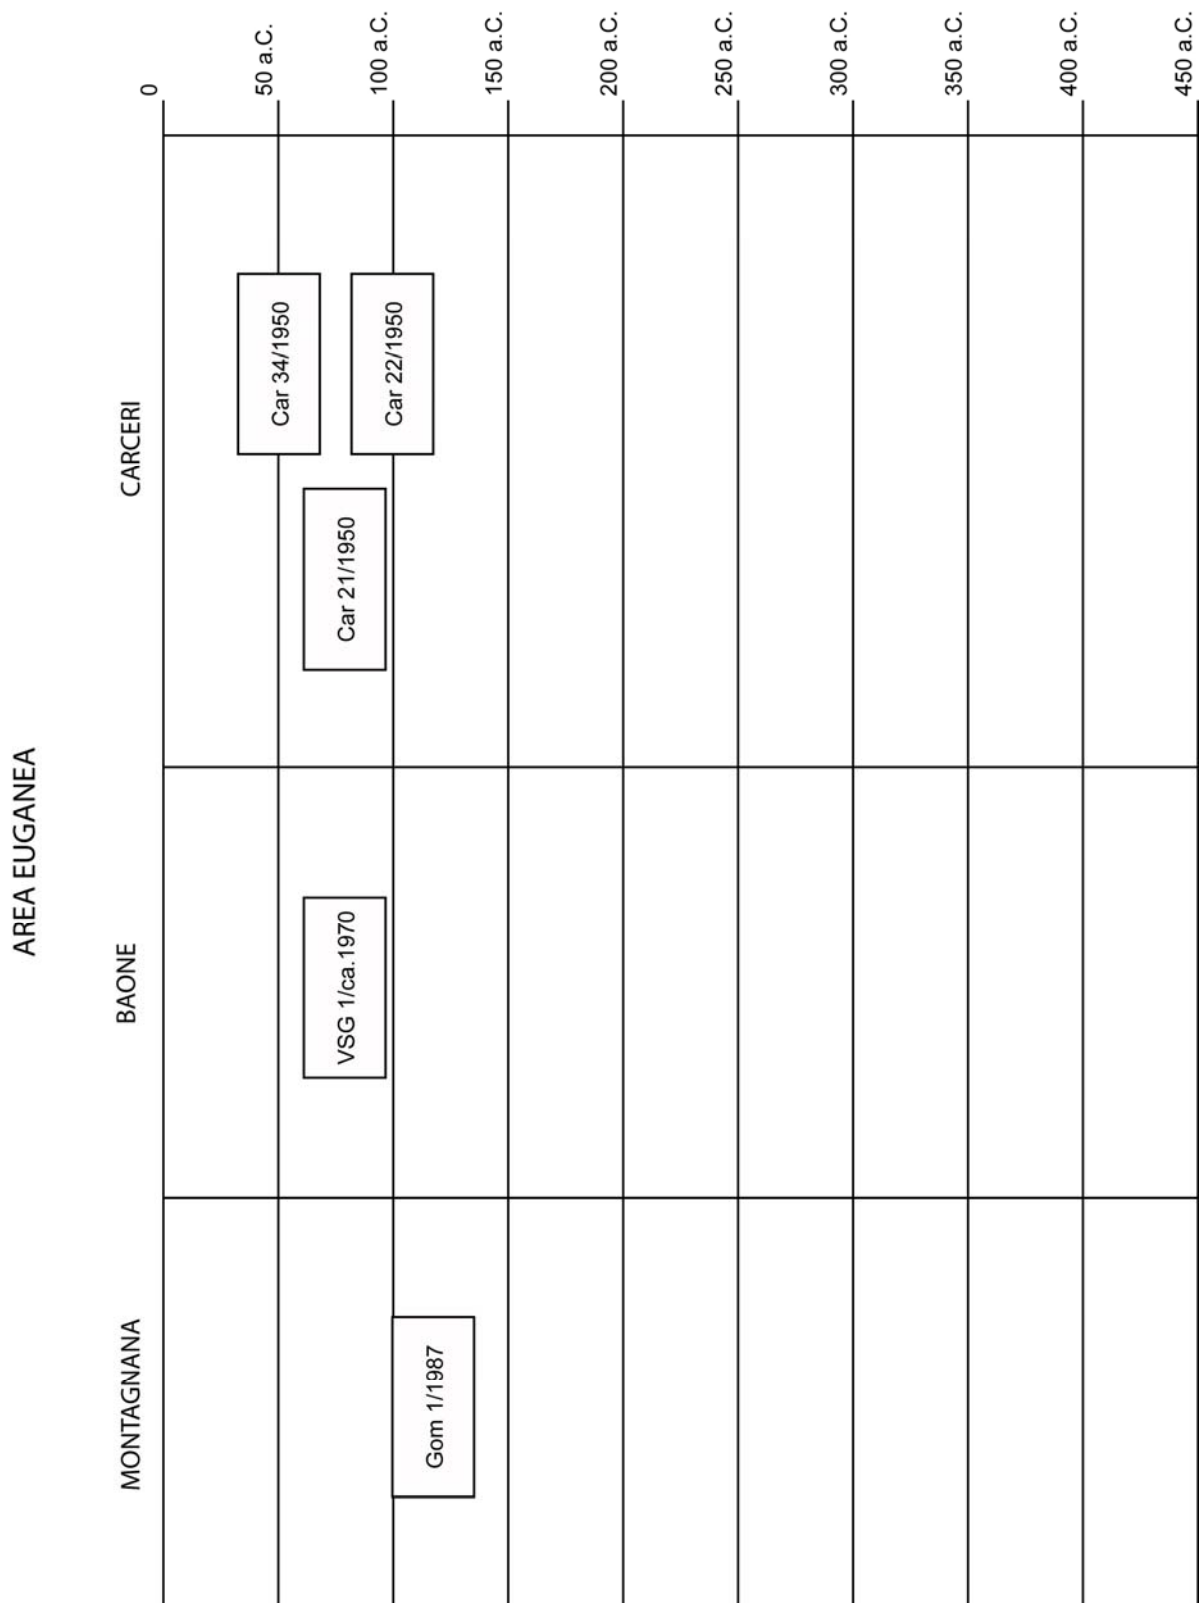 AREA EUGANEA
MONTAGNANA
BAONE
CARCERI
0
50 a.C.
100 a.C.
150 a.C.
200 a.C.
250 a.C.
300 a.C.
350 a.C.
400 a.C.
450 a.C.
Car 34/1950
Car 21/1950
VSG 1/ca.1970
Car 22/1950
Gom 1/1987